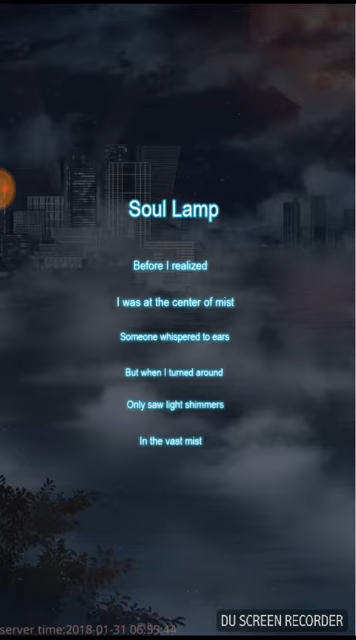 Soul Lamp
Before I realized
I was at the center of mist
Someone whispered to ears
But when I turned around
Only saw light shimmers
In the vast mist
server time:2018-01-31 06:55:44
DU SCREEN RECORDER